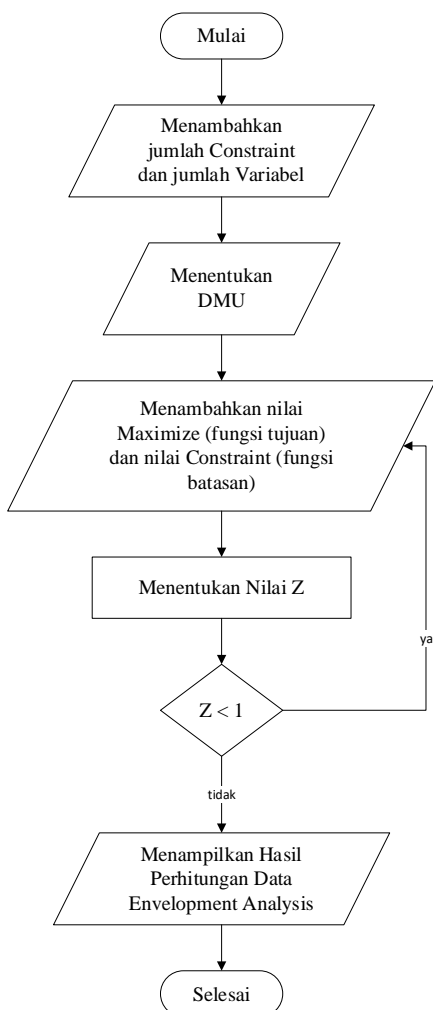 Mulai
Menambahkan
jumlah Constraint
dan jumlah Variabel
Menentukan
DMU
Menambahkan nilai
Maximize (fungsi tujuan)
dan nilai Constraint (fungsi
batasan)
Menentukan Nilai Z
ya
Z < 1
tidak
Menampilkan Hasil
Perhitungan Data
Envelopment Analysis
Selesai